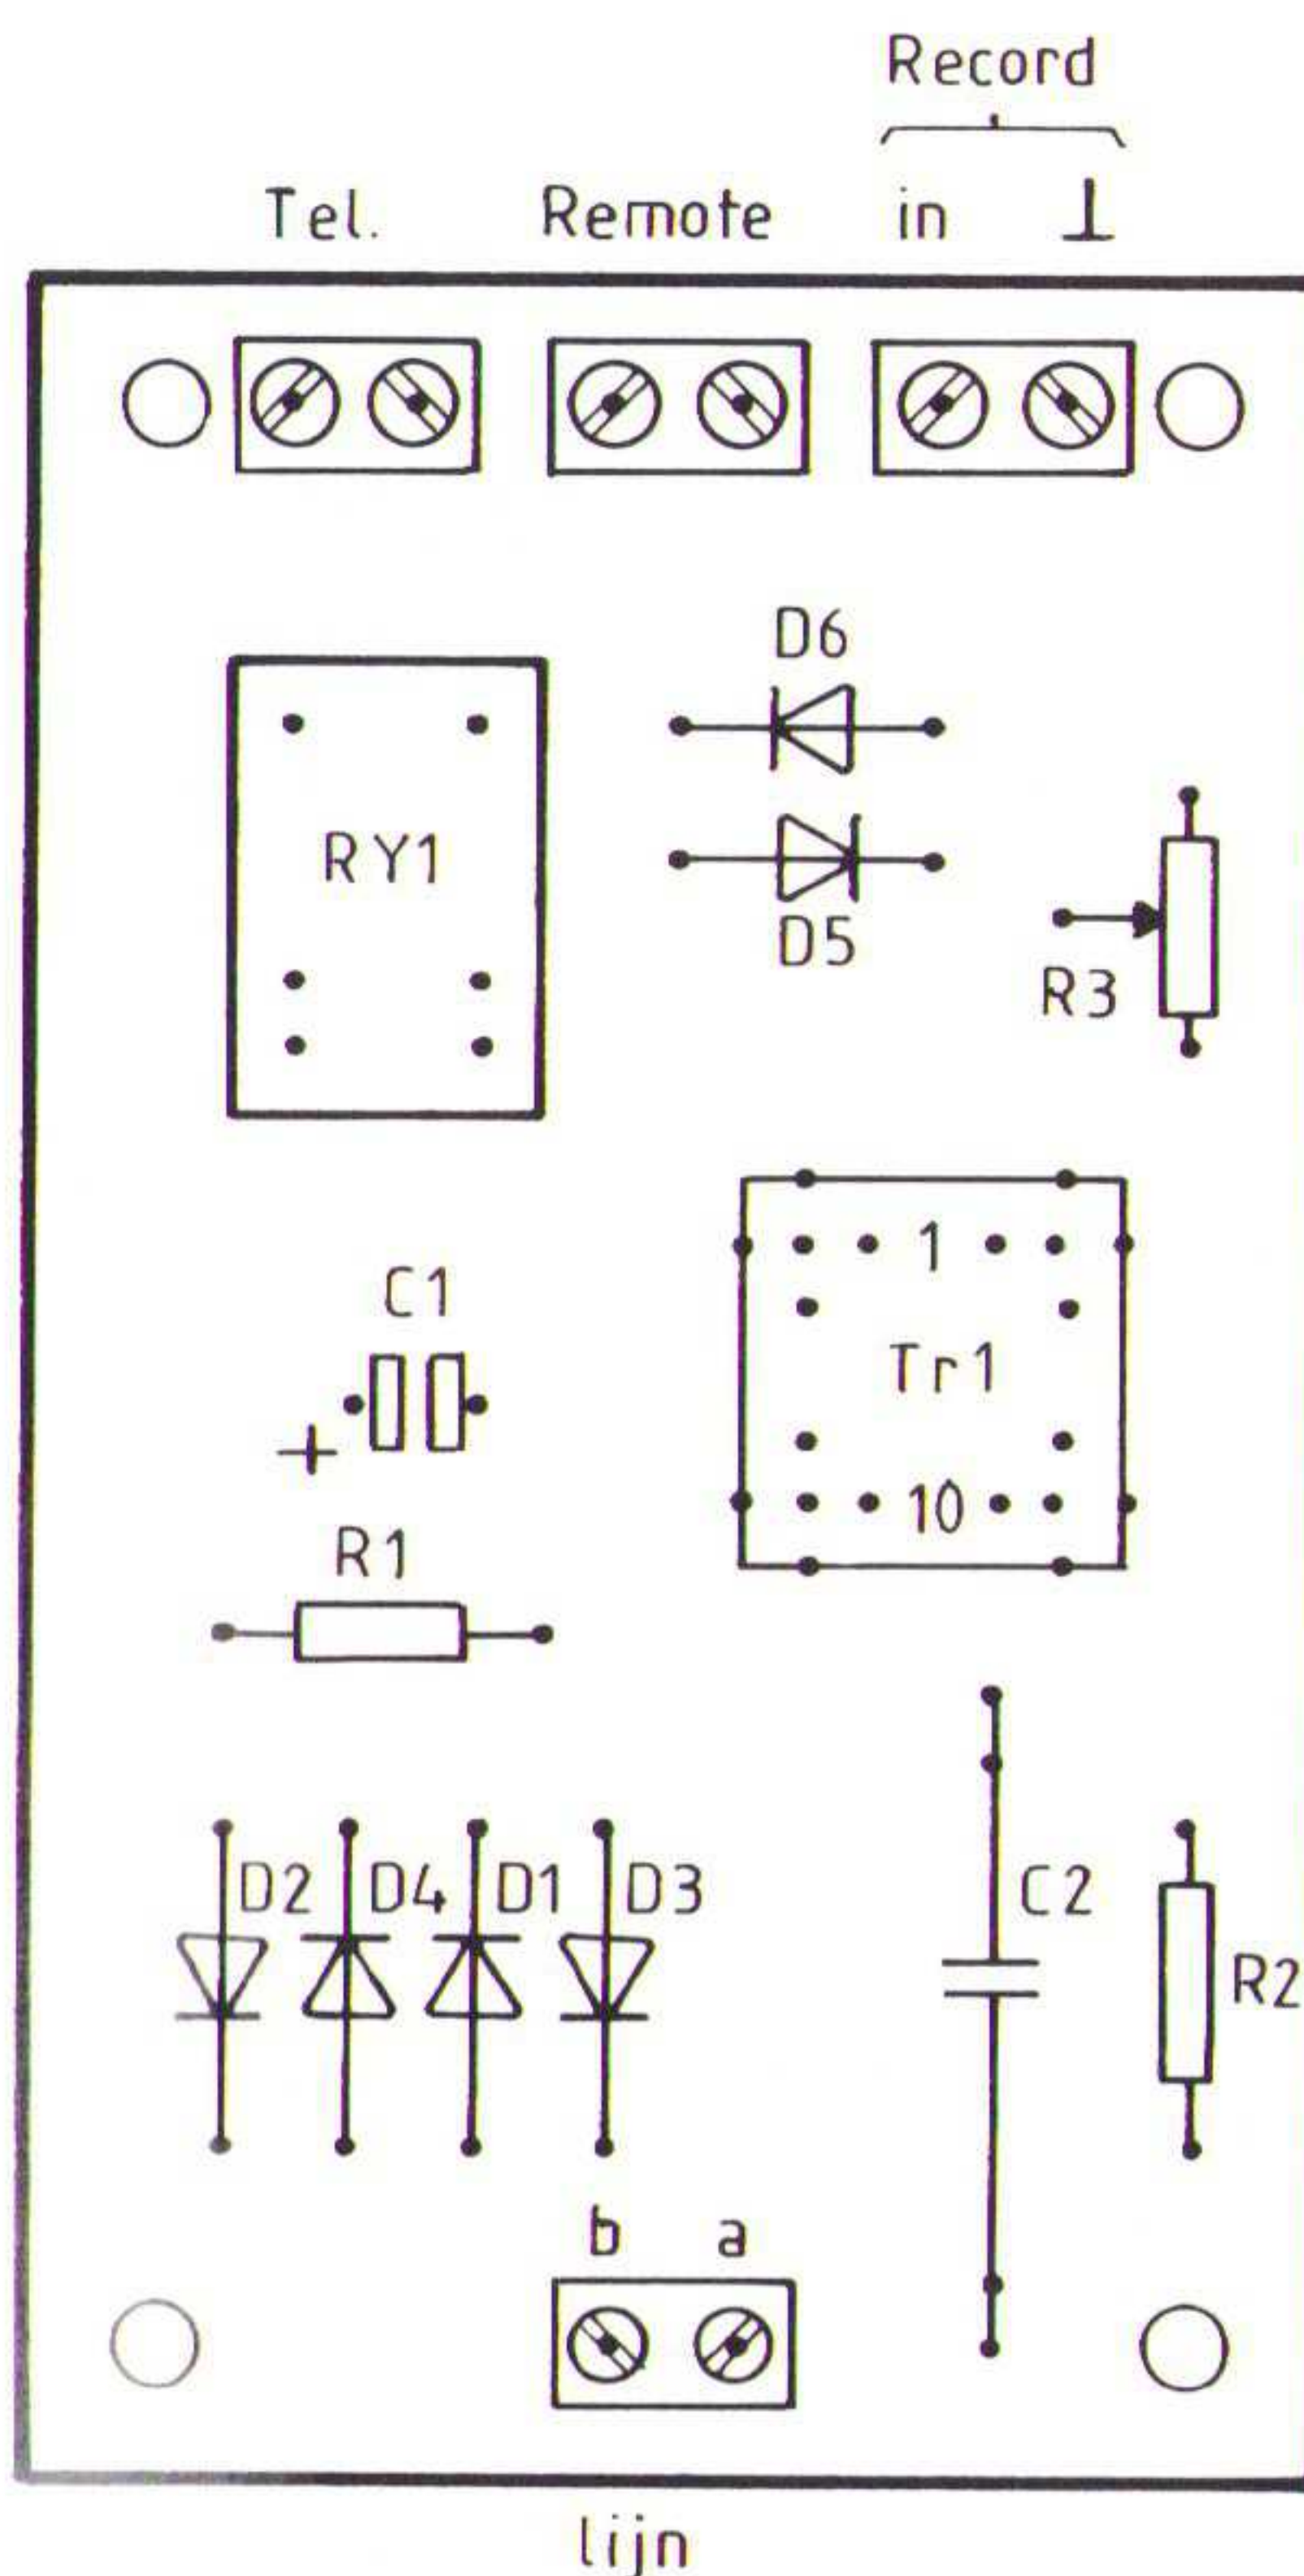 Record
Tel. Remote in ⊥
D6
RY1
D5
R3
1
C1
Tr1
+
10
R1
D2 D4 D1 D3
C2
R2
b a
lijn